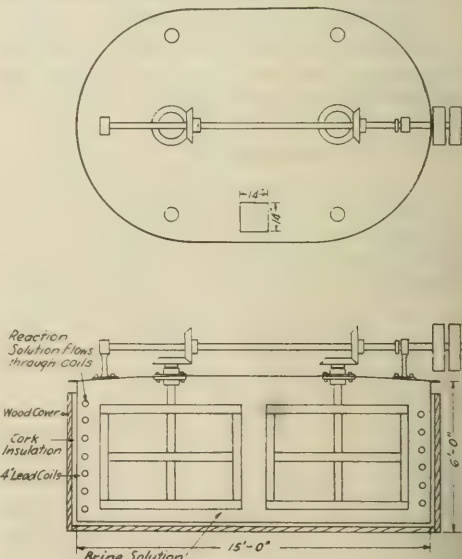 14"
14"
Reaction
Solution Flows
through coils
Wood Cover
Cork
Insulation
4" Lead Coils
6'-0"
15'-0"
Brine Solution